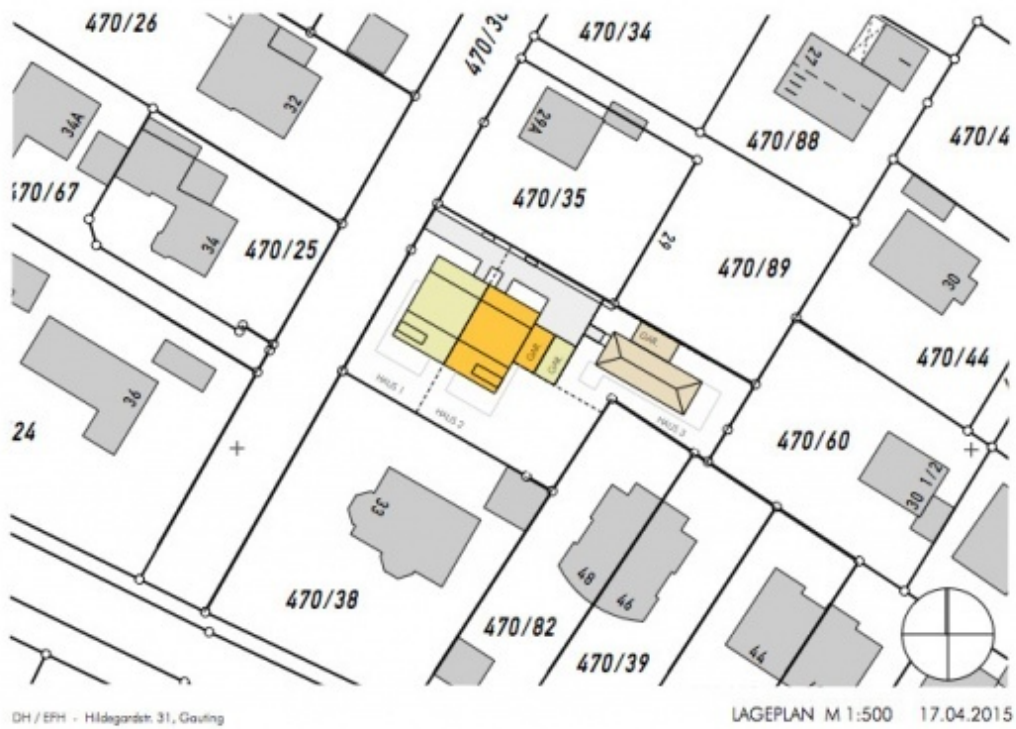 470/26
470/34
470/4
27
32
34A
29A
470/88
470/67
470/35
34
470/25
29
470/89
30
GAR.
GAR.
GAR.
470/44
36
HAUS 1
HAUS 2
HAUS 3
24
470/60
30 1/2
33
48
46
470/38
470/82
470/39
44
DH / EFH - Hildegardstr. 31, Gauting
LAGEPLAN M 1:500 17.04.2015